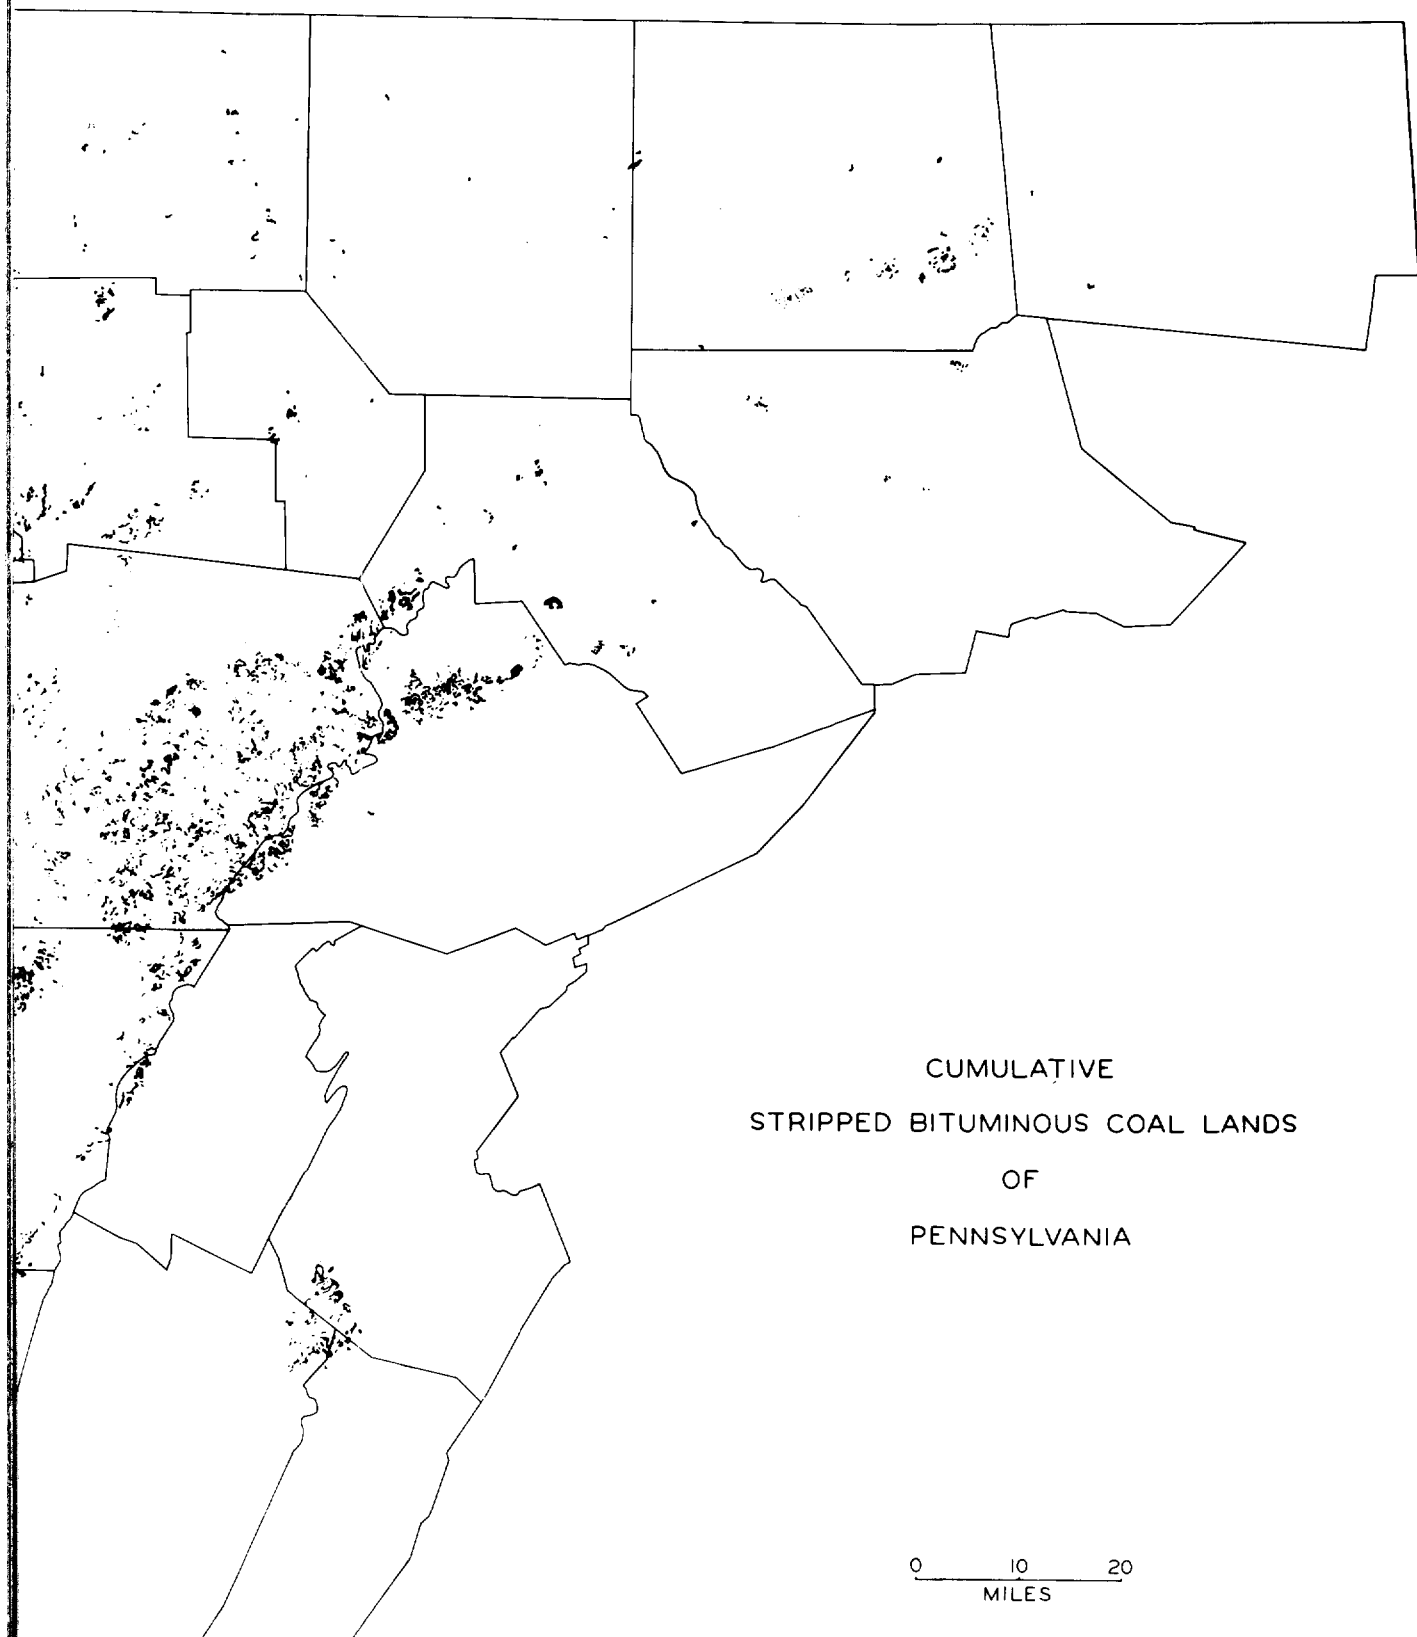 CUMULATIVE
STRIPPED BITUMINOUS COAL LANDS
OF
PENNSYLVANIA
0 10 20
MILES